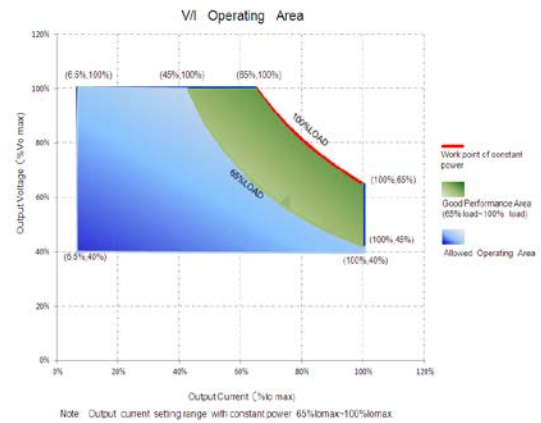 V/I Operating Area
120%
100%
80%
60%
40%
20%
0%
Output Voltage (%Vo max)
(6.5%,100%)
(45%,100%)
(65%,100%)
100%LOAD
65%LOAD
(100%,65%)
(100%,45%)
(6.5%,40%)
(100%,40%)
0%
20%
40%
60%
80%
100%
120%
Output Current (%Io max)
Work point of constant
power
Good Performance Area
(65% load~100% load)
Allowed Operating Area
Note: Output current setting range with constant power 65%Iomax~100%Iomax.